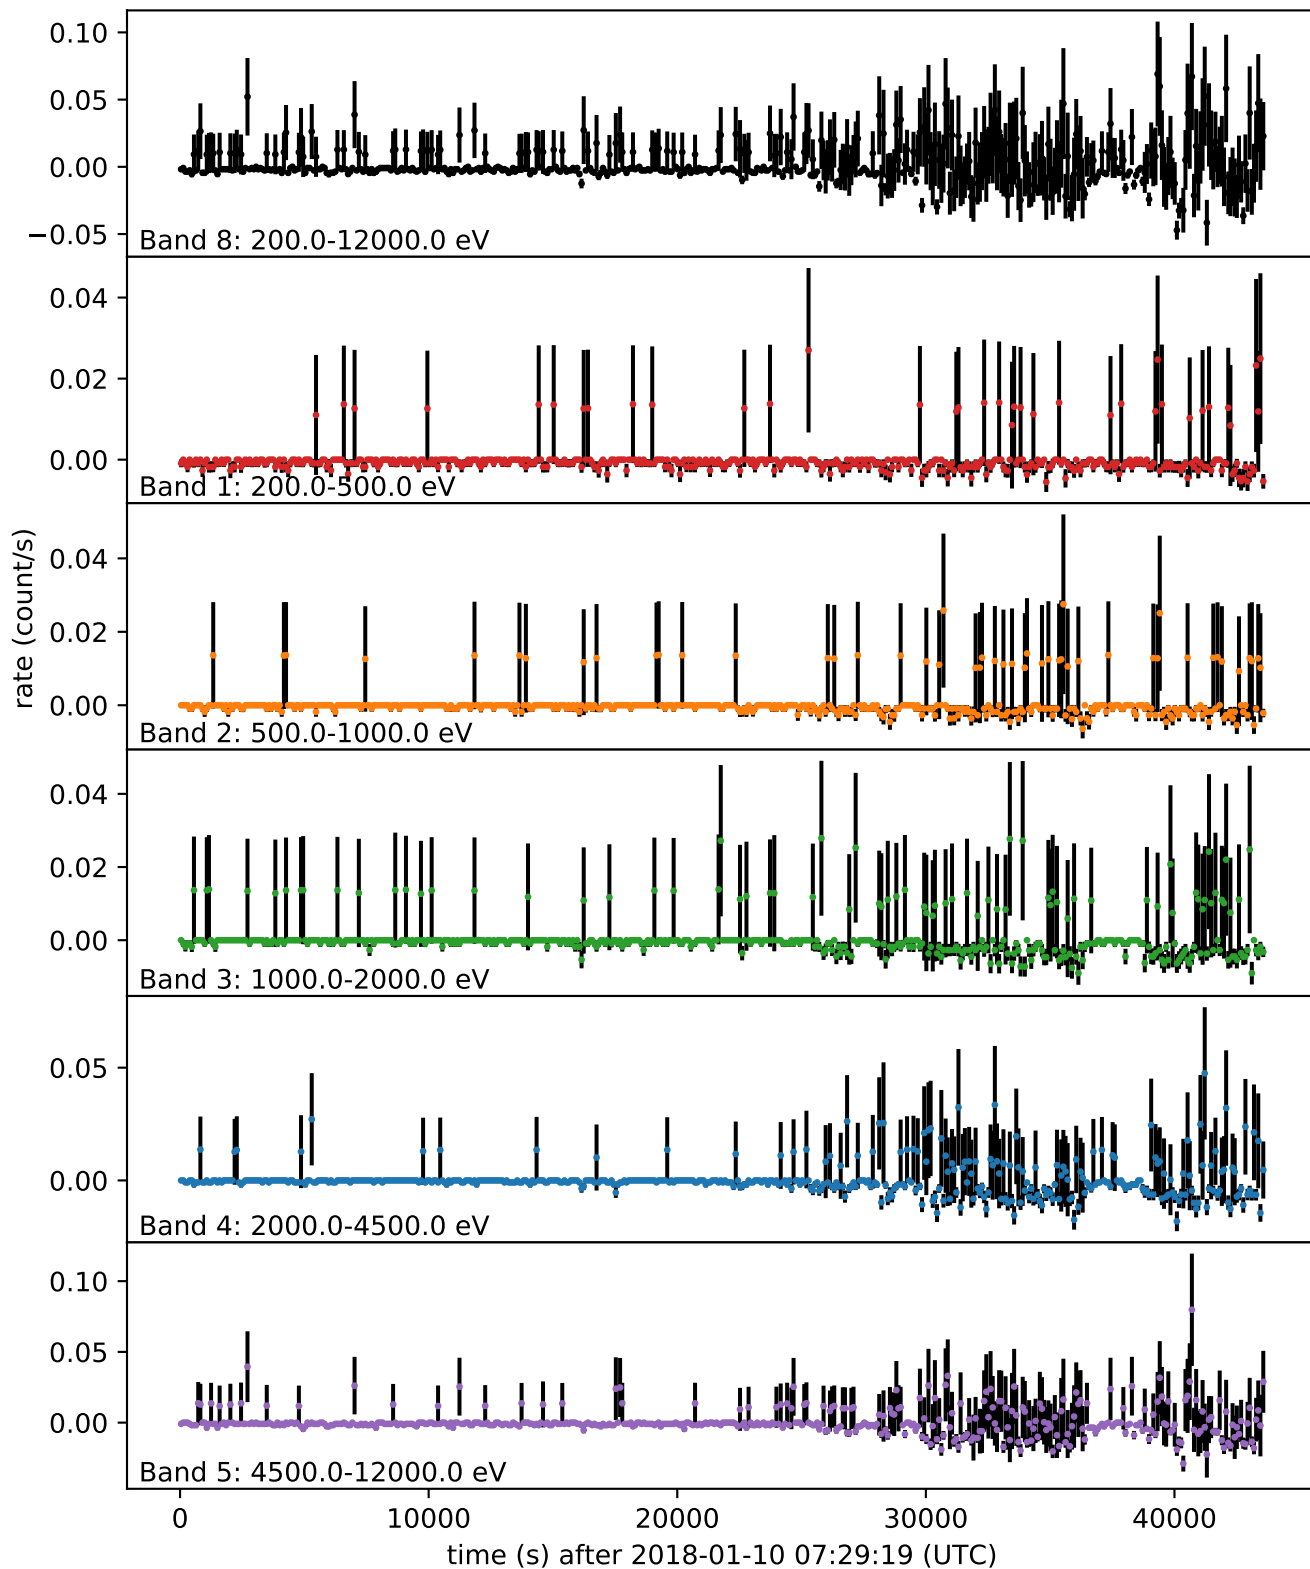 0.10
0.05
0.00
−0.05
Band 8: 200.0-12000.0 eV
0.04
0.02
0.00
Band 1: 200.0-500.0 eV
rate (count/s)
0.04
0.02
0.00
Band 2: 500.0-1000.0 eV
0.04
0.02
0.00
Band 3: 1000.0-2000.0 eV
0.05
0.00
Band 4: 2000.0-4500.0 eV
0.10
0.05
0.00
Band 5: 4500.0-12000.0 eV
0 10000 20000 30000 40000
time (s) after 2018-01-10 07:29:19 (UTC)